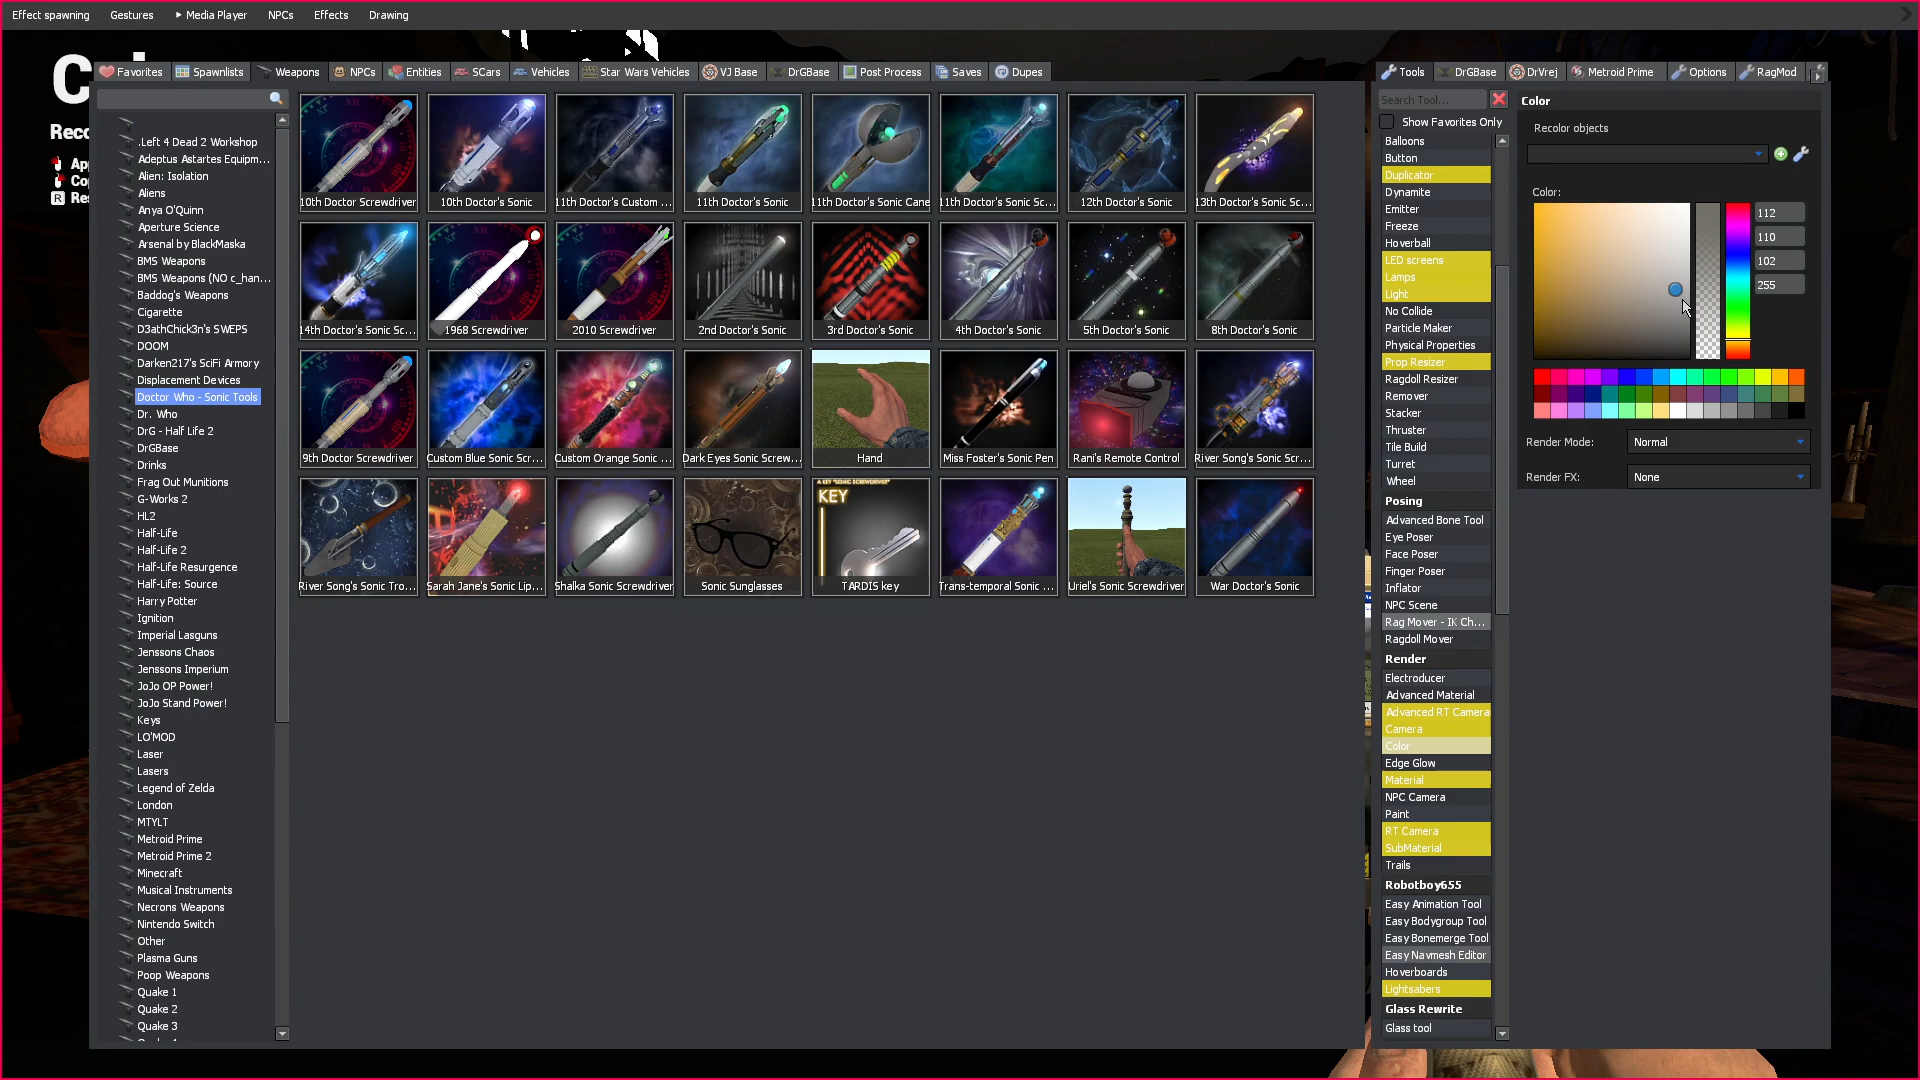 Effect spawning
Gestures
Media Player
NPCs
Effects
Drawing
Favorites
Spawnlists
Weapons
NPCs
Entities
SCars
Vehicles
Star Wars Vehicles
VJ Base
DrGBase
Post Process
Saves
Dupes
Tools
DrGBase
DrVrej
Metroid Prime
Options
RagMod
R
.Left 4 Dead 2 Workshop
Adeptus Astartes Equipm...
Alien: Isolation
Aliens
Anya O'Quinn
Aperture Science
Arsenal by BlackMaska
BMS Weapons
BMS Weapons (NO c_han...
Baddog's Weapons
Cigarette
D3athChick3n's SWEPS
DOOM
Darken217's SciFi Armory
Displacement Devices
Doctor Who - Sonic Tools
Dr. Who
DrG - Half Life 2
DrGBase
Drinks
Frag Out Munitions
G-Works 2
HL2
Half-Life
Half-Life 2
Half-Life Resurgence
Half-Life: Source
Harry Potter
Ignition
Imperial Lasguns
Jenssons Chaos
Jenssons Imperium
JoJo OP Power!
JoJo Stand Power!
Keys
LO'MOD
Laser
Lasers
Legend of Zelda
London
MTYLT
Metroid Prime
Metroid Prime 2
Minecraft
Musical Instruments
Necrons Weapons
Nintendo Switch
Other
Plasma Guns
Poop Weapons
Quake 1
Quake 2
Quake 3
10th Doctor Screwdriver
10th Doctor's Sonic
11th Doctor's Custom ...
11th Doctor's Sonic
11th Doctor's Sonic Cane
11th Doctor's Sonic Sc...
12th Doctor's Sonic
13th Doctor's Sonic Sc...
14th Doctor's Sonic Sc...
1968 Screwdriver
2010 Screwdriver
2nd Doctor's Sonic
3rd Doctor's Sonic
4th Doctor's Sonic
5th Doctor's Sonic
8th Doctor's Sonic
9th Doctor Screwdriver
Custom Blue Sonic Scr...
Custom Orange Sonic ...
Dark Eyes Sonic Screw...
Hand
Miss Foster's Sonic Pen
Rani's Remote Control
River Song's Sonic Scr...
River Song's Sonic Tro...
Sarah Jane's Sonic Lip...
Shalka Sonic Screwdriver
Sonic Sunglasses
A KEY "SONIC SCREWDRIVER"
KEY
TARDIS key
Trans-temporal Sonic ...
Uriel's Sonic Screwdriver
War Doctor's Sonic
Search Tool...
Show Favorites Only
Balloons
Button
Duplicator
Dynamite
Emitter
Freeze
Hoverball
LED screens
Lamps
Light
No Collide
Particle Maker
Physical Properties
Prop Resizer
Ragdoll Resizer
Remover
Stacker
Thruster
Tile Build
Turret
Wheel
Posing
Advanced Bone Tool
Eye Poser
Face Poser
Finger Poser
Inflator
NPC Scene
Rag Mover - IK Ch...
Ragdoll Mover
Render
Electroducer
Advanced Material
Advanced RT Camera
Camera
Color
Edge Glow
Material
NPC Camera
Paint
RT Camera
SubMaterial
Trails
Robotboy655
Easy Animation Tool
Easy Bodygroup Tool
Easy Bonemerge Tool
Easy Navmesh Editor
Hoverboards
Lightsabers
Glass Rewrite
Glass tool
Color
Recolor objects
Color:
112
110
102
255
Render Mode:
Normal
Render FX:
None